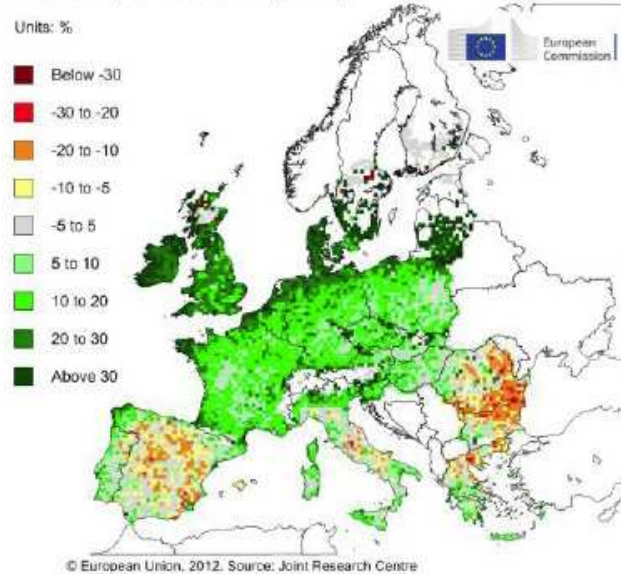 Units: %
European
Commission
Below -30
-30 to -20
-20 to -10
-10 to -5
-5 to 5
5 to 10
10 to 20
20 to 30
Above 30
© European Union, 2012. Source: Joint Research Centre